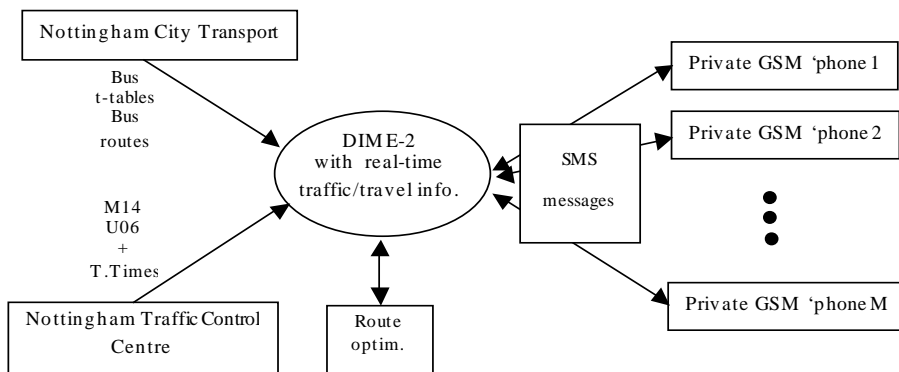 Nottingham City Transport
Bus
t-tables
Bus
routes
DIME-2
with real-time
traffic/travel info.
M14
U06
+
T.Times
Nottingham Traffic Control
Centre
Route
optim.
SMS
messages
Private GSM ‘phone 1
Private GSM ‘phone 2
Private GSM ‘phone M